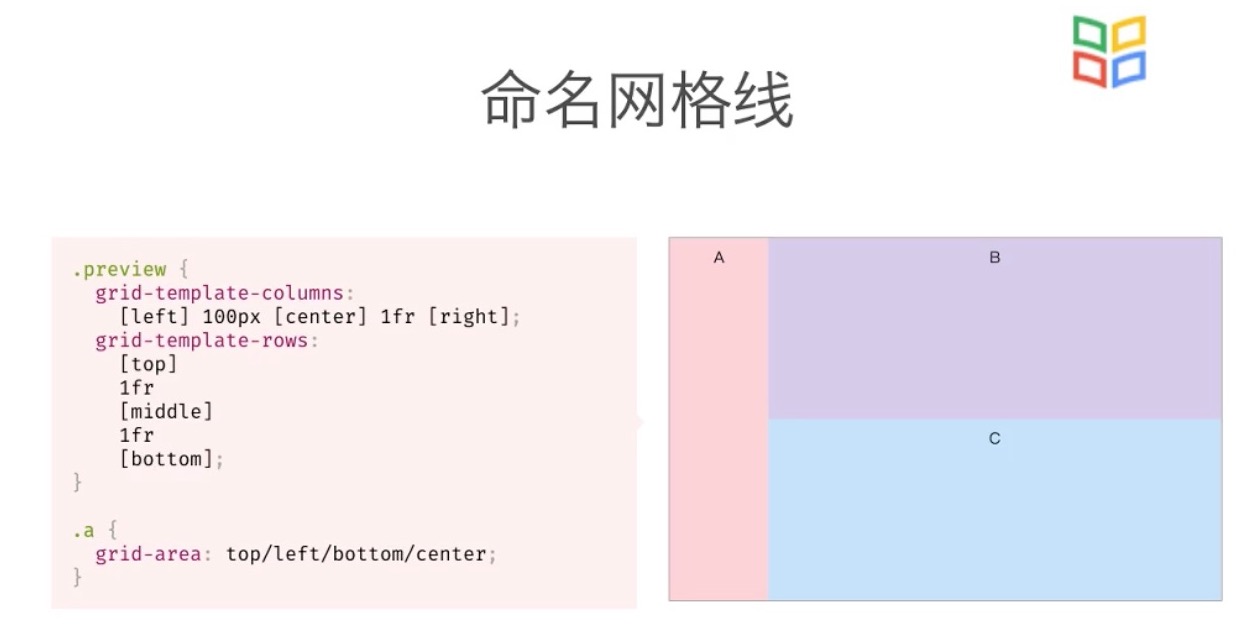 命名网格线
.preview {
  grid-template-columns:
    [left] 100px [center] 1fr [right];
  grid-template-rows:
    [top]
    1fr
    [middle]
    1fr
    [bottom];
}
.a {
  grid-area: top/left/bottom/center;
}
A
B
C